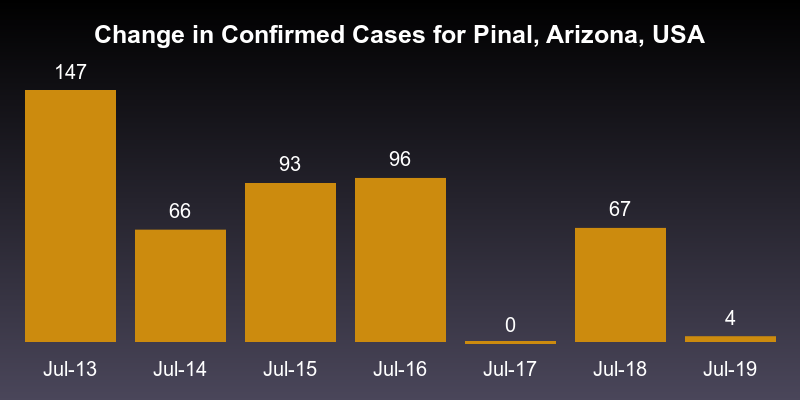 Change in Confirmed Cases for Pinal, Arizona, USA
147
66
93
96
0
67
4
Jul-13
Jul-14
Jul-15
Jul-16
Jul-17
Jul-18
Jul-19